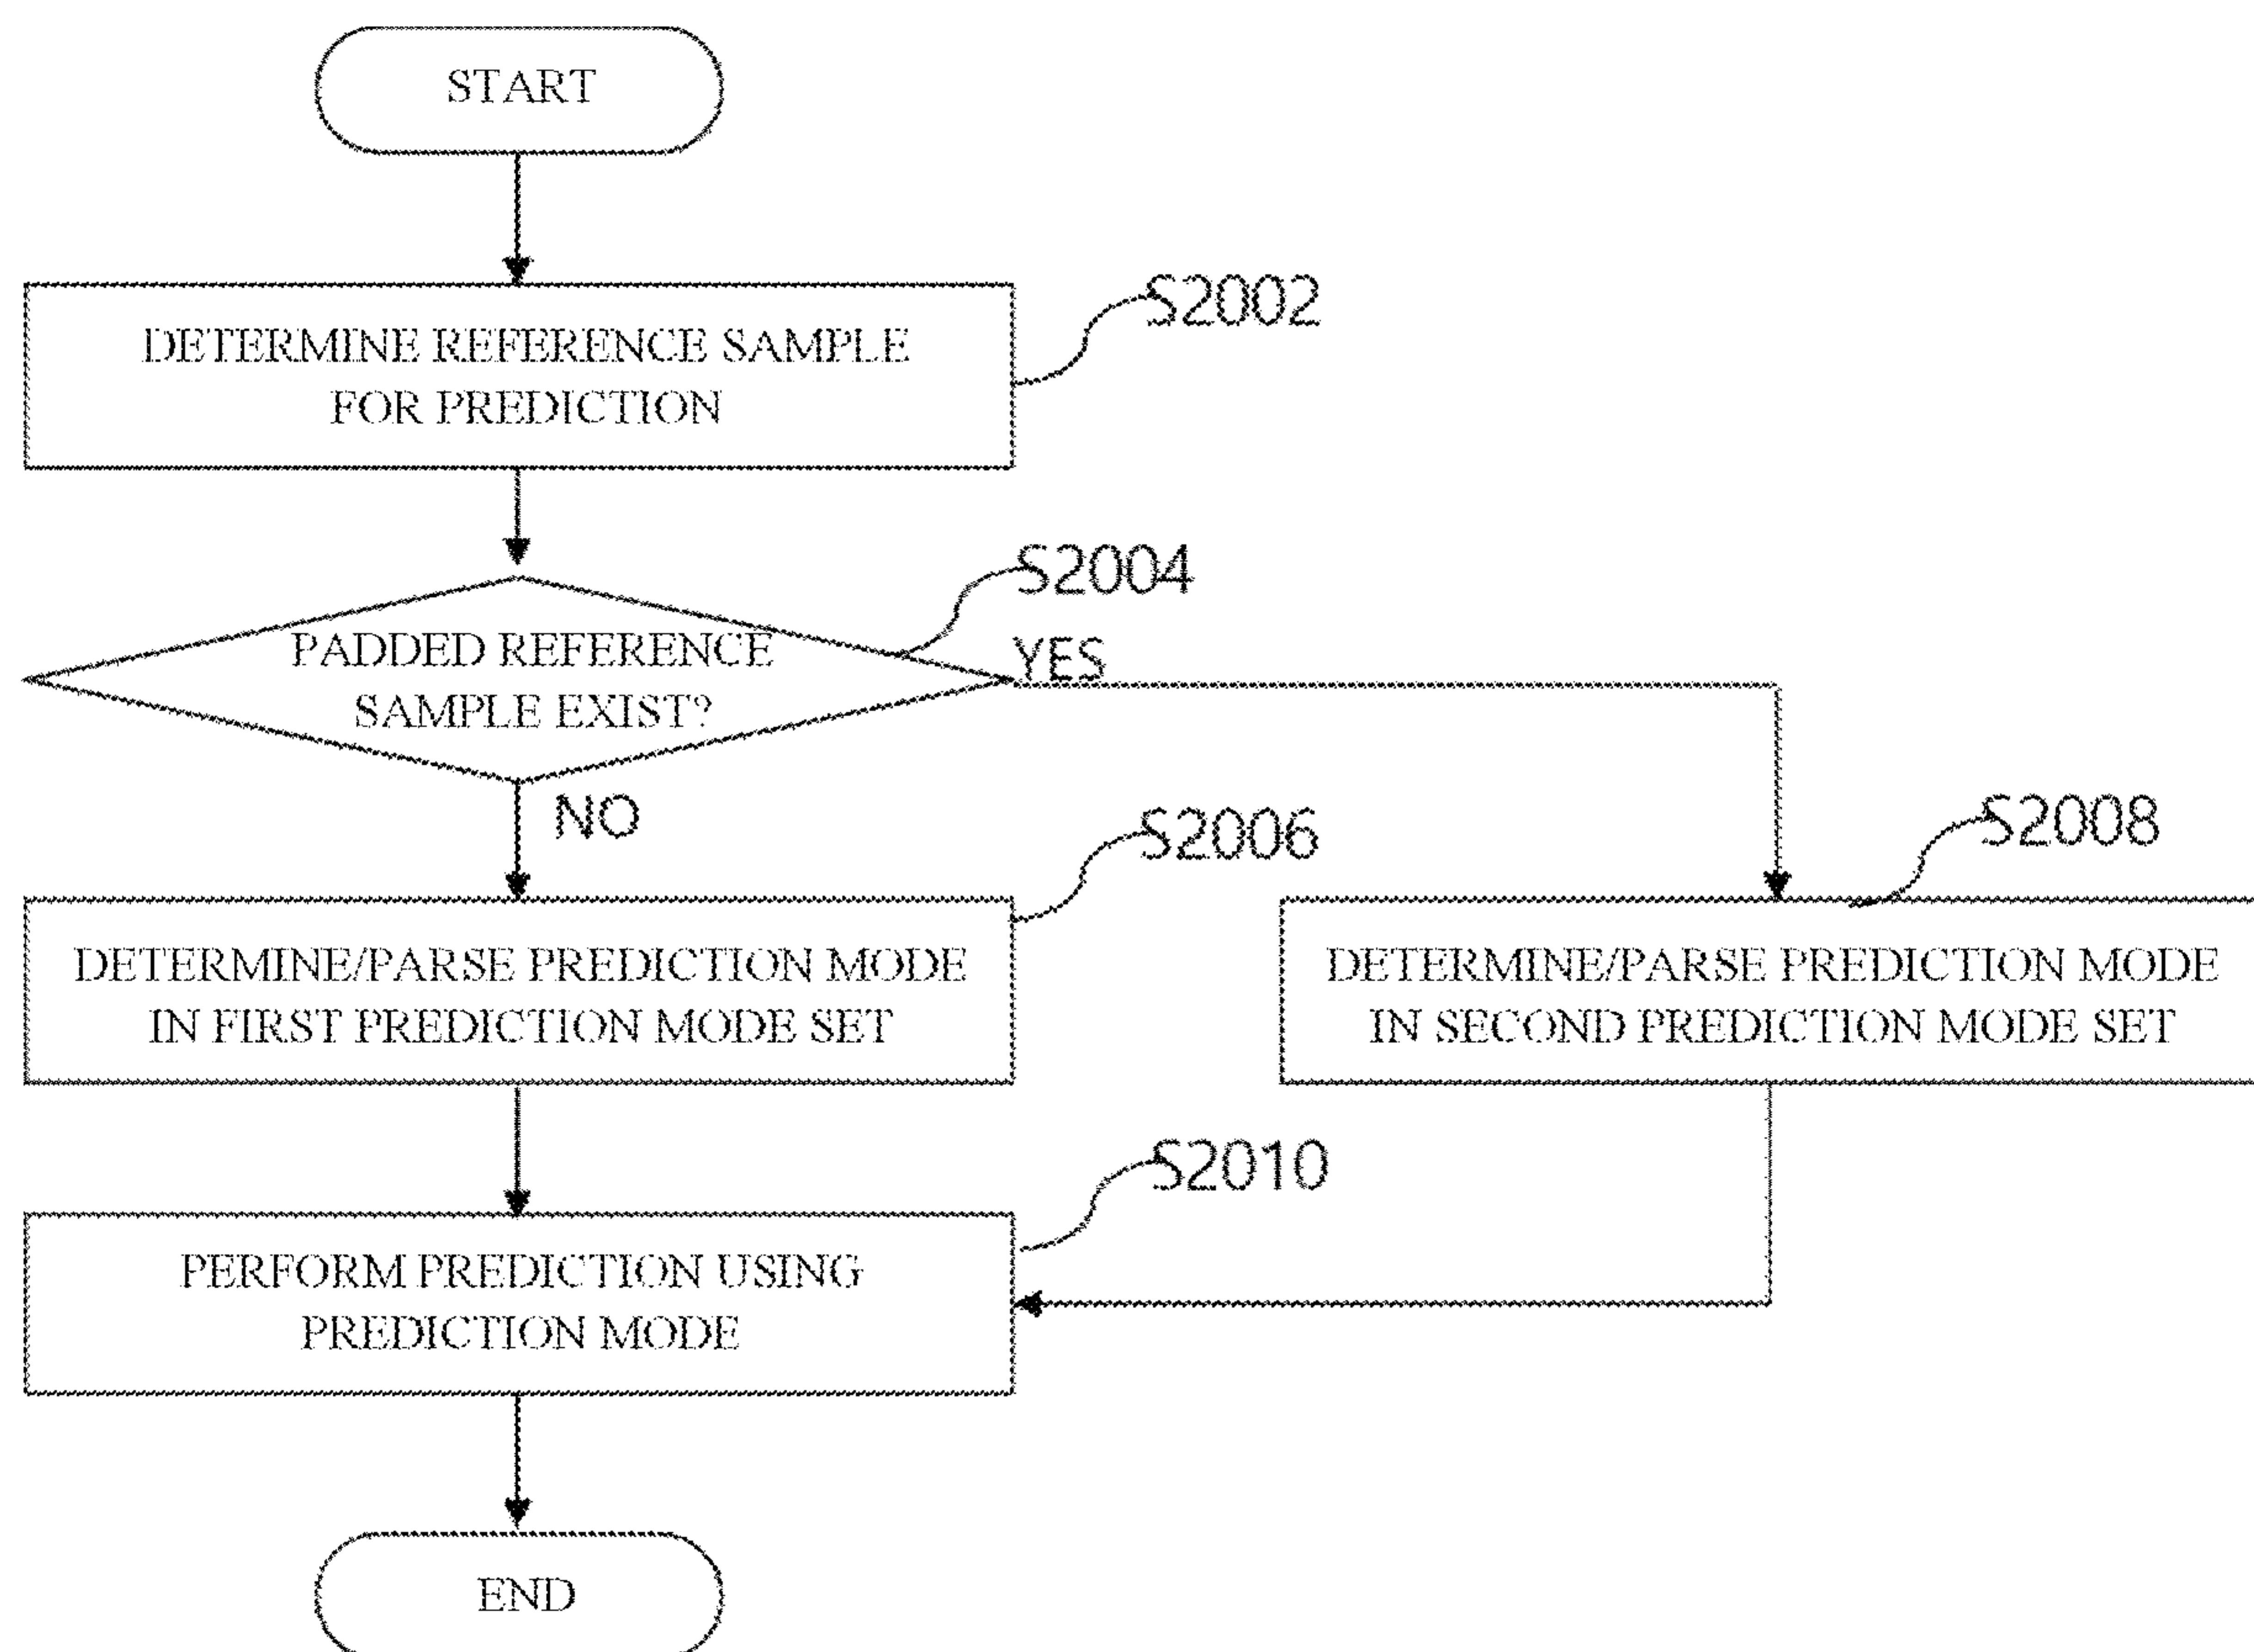 START
S2002
DETERMINE REFERENCE SAMPLE
FOR PREDICTION
S2004
PADDED REFERENCE
SAMPLE EXIST?
YES
NO
S2006
DETERMINE/PARSE PREDICTION MODE
IN FIRST PREDICTION MODE SET
S2008
DETERMINE/PARSE PREDICTION MODE
IN SECOND PREDICTION MODE SET
S2010
PERFORM PREDICTION USING
PREDICTION MODE
END